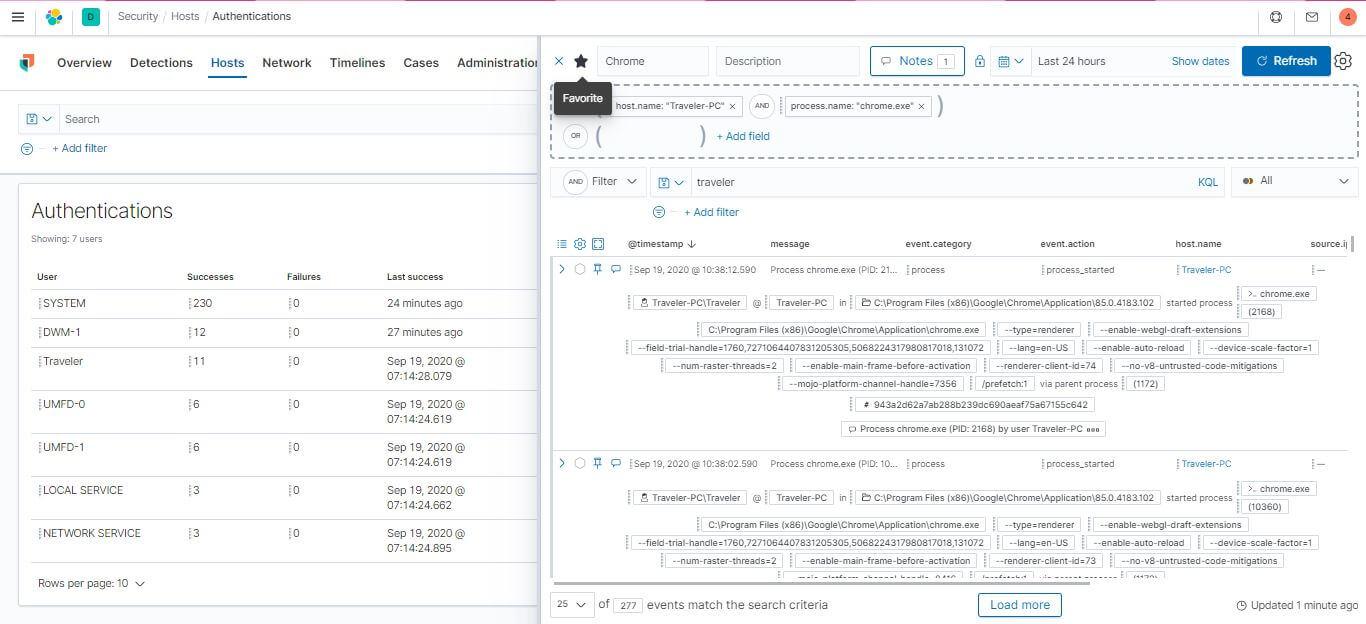 D Security / Hosts / Authentications 4
Overview Detections Hosts Network Timelines Cases Administration
Search
+ Add filter
Authentications
Showing: 7 users
User Successes Failures Last success
SYSTEM 230 0 24 minutes ago
DWM-1 12 0 27 minutes ago
Traveler 11 0 Sep 19, 2020 @
07:14:28.079
UMFD-0 6 0 Sep 19, 2020 @
07:14:24.619
UMFD-1 6 0 Sep 19, 2020 @
07:14:24.619
LOCAL SERVICE 3 0 Sep 19, 2020 @
07:14:24.662
NETWORK SERVICE 3 0 Sep 19, 2020 @
07:14:24.895
Rows per page: 10
Chrome Description Notes 1 Last 24 hours Show dates Refresh
Favorite
host.name: "Traveler-PC" × AND process.name: "chrome.exe" × )
OR ( ) + Add field
AND Filter traveler KQL All
+ Add filter
@timestamp message event.category event.action host.name source.ip
Sep 19, 2020 @ 10:38:12.590 Process chrome.exe (PID: 21... process process_started Traveler-PC —
Traveler-PC\Traveler @ Traveler-PC in C:\Program Files (x86)\Google\Chrome\Application\85.0.4183.102 started process >_ chrome.exe
(2168)
C:\Program Files (x86)\Google\Chrome\Application\chrome.exe --type=renderer --enable-webgl-draft-extensions
--field-trial-handle=1760,7271064407831205305,5068224317980817018,131072 --lang=en-US --enable-auto-reload --device-scale-factor=1
--num-raster-threads=2 --enable-main-frame-before-activation --renderer-client-id=74 --no-v8-untrusted-code-mitigations
--mojo-platform-channel-handle=7356 /prefetch:1 via parent process (1172)
# 943a2d62a7ab288b239dc690aeaf75a67155c642
Process chrome.exe (PID: 2168) by user Traveler-PC
Sep 19, 2020 @ 10:38:02.590 Process chrome.exe (PID: 10... process process_started Traveler-PC —
Traveler-PC\Traveler @ Traveler-PC in C:\Program Files (x86)\Google\Chrome\Application\85.0.4183.102 started process >_ chrome.exe
(10360)
C:\Program Files (x86)\Google\Chrome\Application\chrome.exe --type=renderer --enable-webgl-draft-extensions
--field-trial-handle=1760,7271064407831205305,5068224317980817018,131072 --lang=en-US --enable-auto-reload --device-scale-factor=1
--num-raster-threads=2 --enable-main-frame-before-activation --renderer-client-id=73 --no-v8-untrusted-code-mitigations
25 of 277 events match the search criteria Load more Updated 1 minute ago